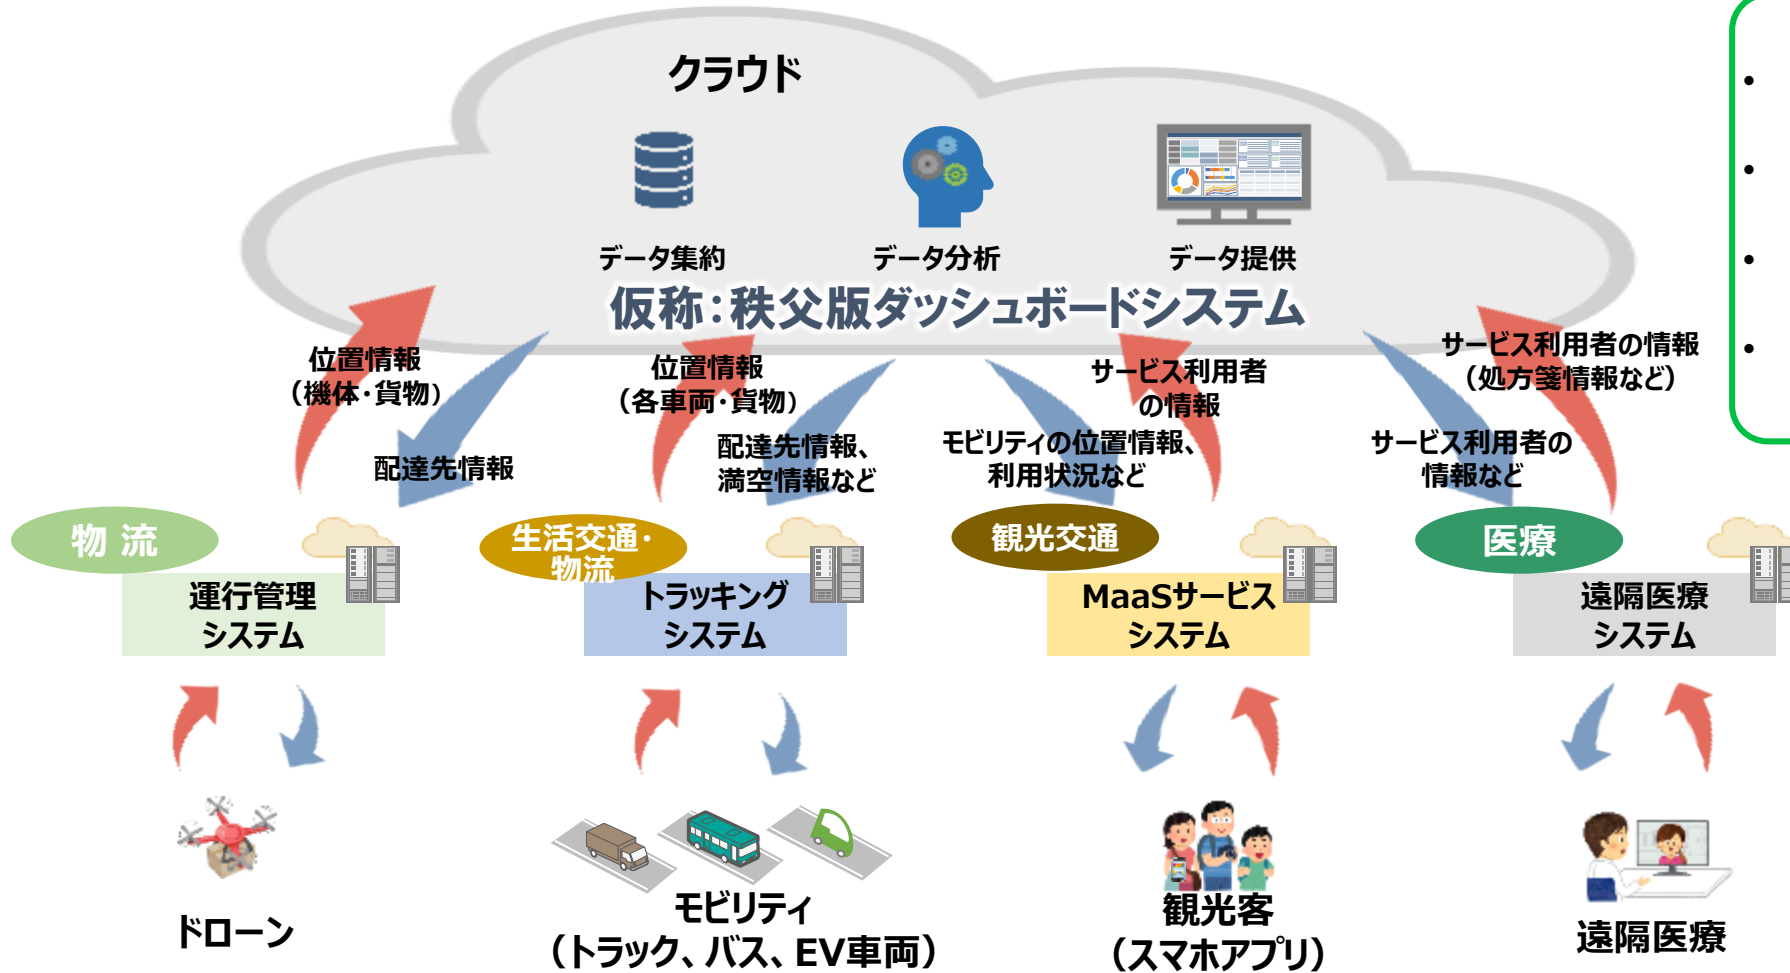 クラウド
データ集約
データ分析
データ提供
仮称：秩父版ダッシュボードシステム
位置情報
（機体・貨物）
配達先情報
位置情報
（各車両・貨物）
配達先情報、
満空情報など
サービス利用者
の情報
モビリティの位置情報、
利用状況など
サービス利用者の情報
（処方箋情報など）
サービス利用者の
情報など
•
•
•
•
物 流
運行管理
システム
生活交通・
物流
トラッキング
システム
観光交通
MaaSサービス
システム
医療
遠隔医療
システム
ドローン
モビリティ
（トラック、バス、EV車両）
観光客
（スマホアプリ）
遠隔医療